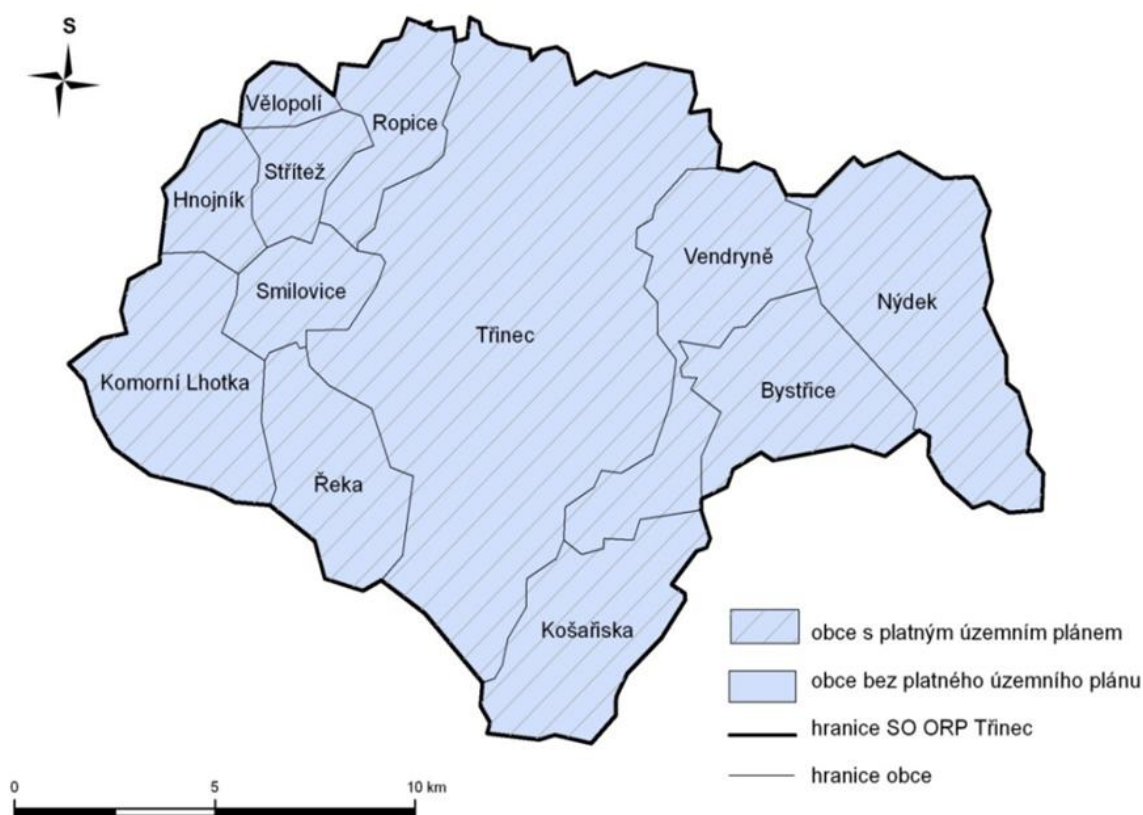 S
Vělopolí
Ropice
Střítež
Hnojník
Vendryně
Smilovice
Nýdek
Třinec
Komorní Lhotka
Bystřice
Řeka
Košařiska
obce s platným územním plánem
obce bez platného územního plánu
hranice SO ORP Třinec
hranice obce
0 5 10 km